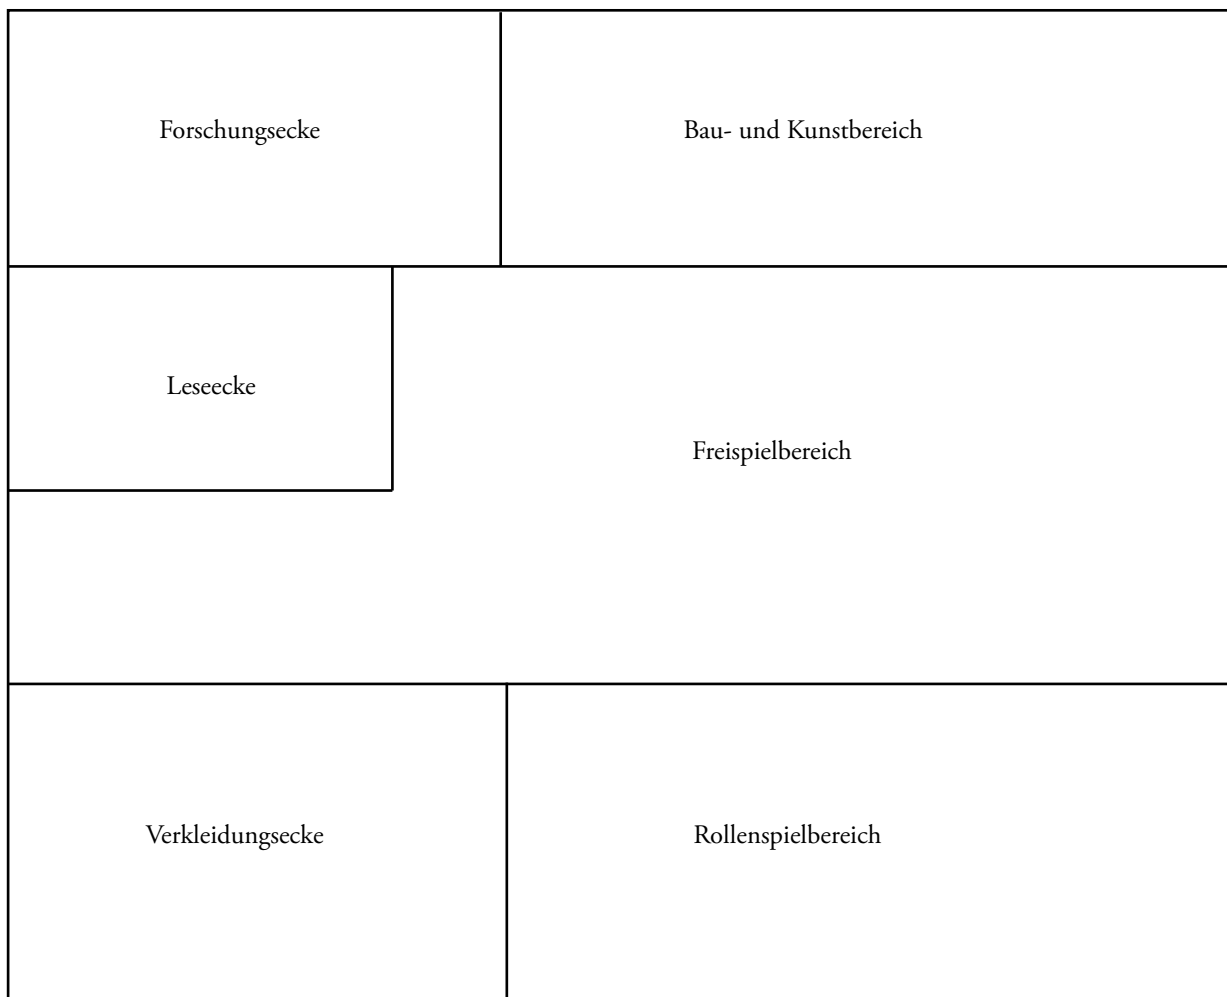 Forschungsecke
Bau- und Kunstbereich
Leseecke
Freispielbereich
Verkleidungsecke
Rollenspielbereich